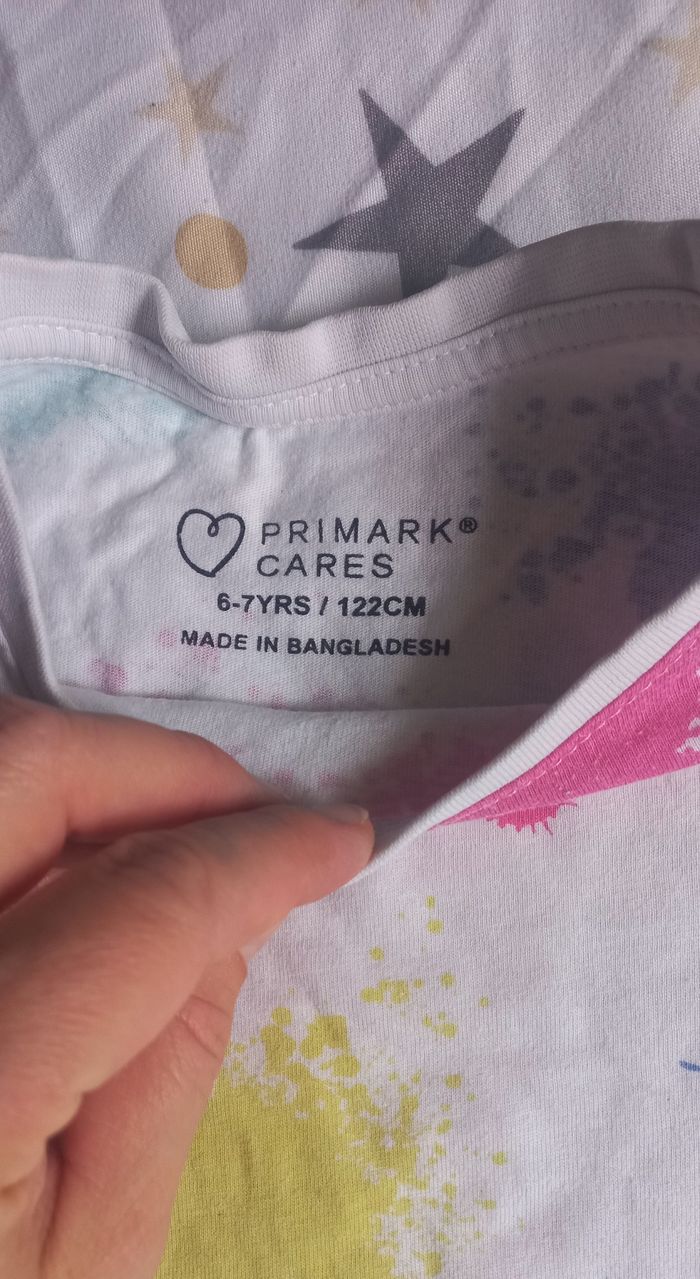 PRIMARK®
CARES
6-7YRS / 122CM
MADE IN BANGLADESH